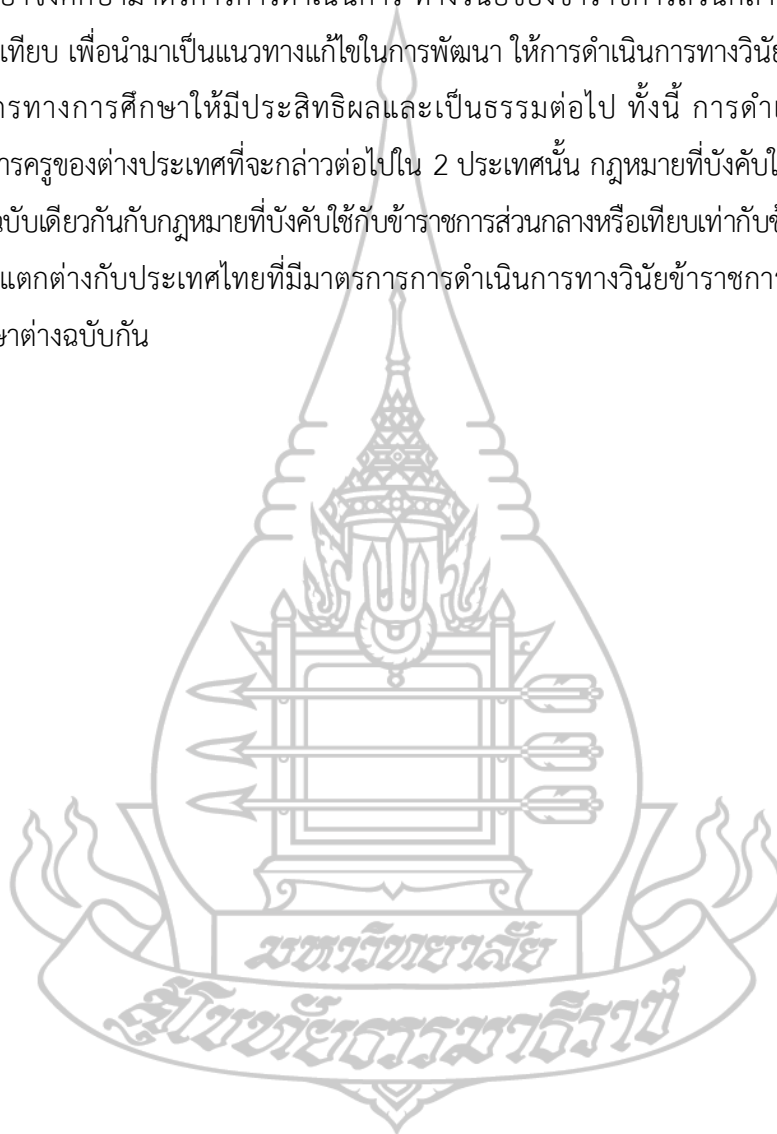 เทียบ เพื่อนำมาเป็นแนวทางแก้ไขในการพัฒนา ให้การดำเนินการทางวินัย
ารทางการศึกษาให้มีประสิทธิผลและเป็นธรรมต่อไป ทั้งนี้ การดำเ
ารครูของต่างประเทศที่จะกล่าวต่อไปใน 2 ประเทศนั้น กฎหมายที่บังคับใ
ฉบับเดียวกันกับกฎหมายที่บังคับใช้กับข้าราชการส่วนกลางหรือเทียบเท่ากับข้
แตกต่างกับประเทศไทยที่มีมาตรการการดำเนินการทางวินัยข้าราชการ
ษาต่างฉบับกัน
มหาวิทยาลัย
สุโขทัยธรรมาธิราช